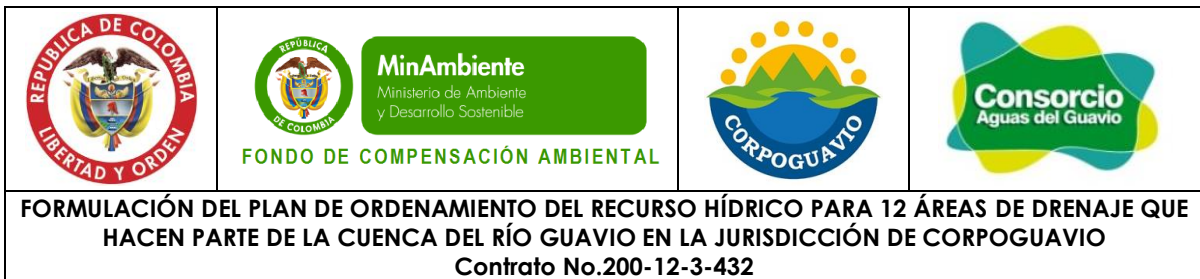 REPUBLICA DE COLOMBIA
LIBERTAD Y ORDEN
REPÚBLICA
DE COLOMBIA
MinAmbiente
Ministerio de Ambiente
y Desarrollo Sostenible
FONDO DE COMPENSACIÓN AMBIENTAL
CORPOGUAVIO
Consorcio
Aguas del Guavio
FORMULACIÓN DEL PLAN DE ORDENAMIENTO DEL RECURSO HÍDRICO PARA 12 ÁREAS DE DRENAJE QUE
HACEN PARTE DE LA CUENCA DEL RÍO GUAVIO EN LA JURISDICCIÓN DE CORPOGUAVIO
Contrato No.200-12-3-432